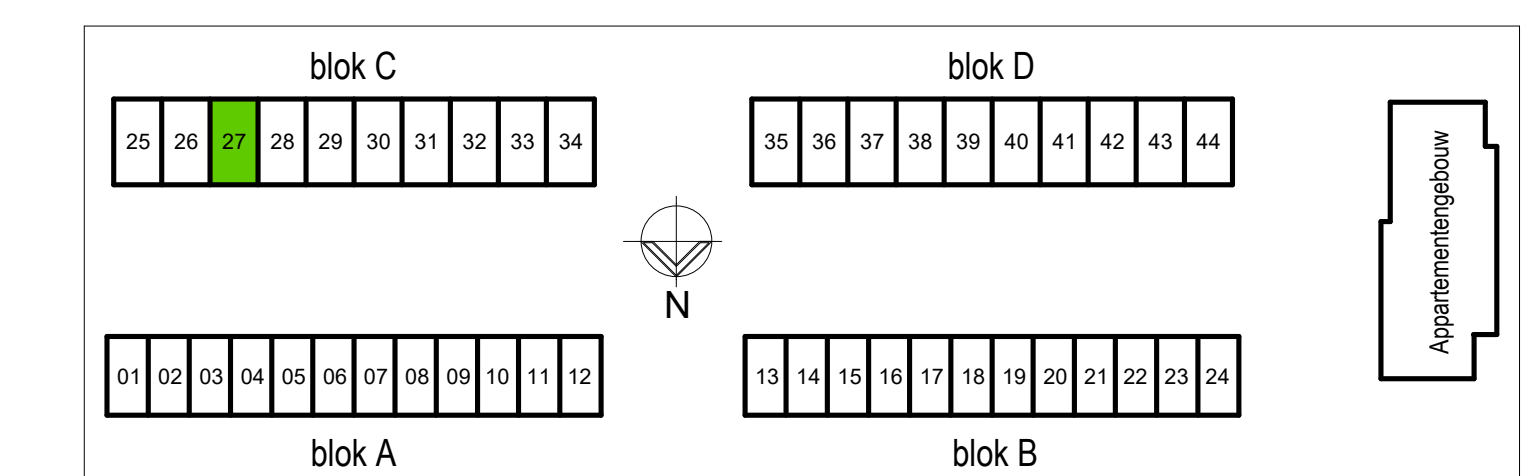 blok C
blok D
25 26 27 28 29 30 31 32 33 34
35 36 37 38 39 40 41 42 43 44
Appartementengebouw
N
01 02 03 04 05 06 07 08 09 10 11 12
13 14 15 16 17 18 19 20 21 22 23 24
blok A
blok B